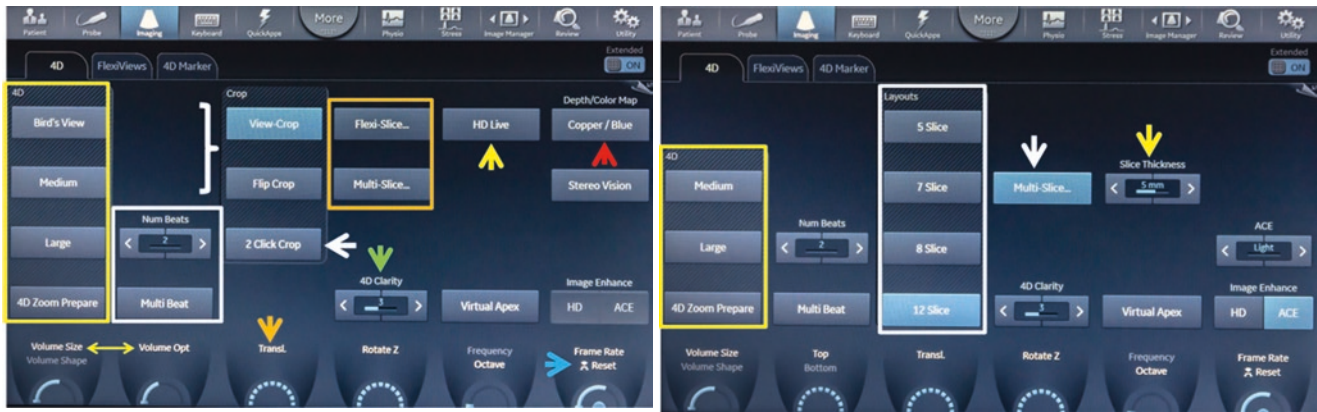 Patient Probe Imaging Keyboard QuickApps More Physio Stress Image Manager Review Utility
Extended
4D FlexiViews 4D Marker ON
4D Crop Depth/Color Map
Bird's View View-Crop Flexi-Slice... HD Live Copper / Blue
Medium Flip Crop Multi-Slice... Stereo Vision
Num Beats
Large < 2 > 2 Click Crop
4D Clarity Image Enhance
4D Zoom Prepare Multi Beat < 3 > Virtual Apex HD ACE
Volume Size Volume Opt Transl. Rotate Z Frequency Frame Rate
Volume Shape Octave Reset
Patient Probe Imaging Keyboard QuickApps More Physio Stress Image Manager Review Utility
Extended
4D FlexiViews 4D Marker ON
Layouts
5 Slice
4D Slice Thickness
Medium 7 Slice Multi-Slice... < 5 mm >
Num Beats ACE
Large < 2 > 8 Slice < Light >
4D Clarity Image Enhance
4D Zoom Prepare Multi Beat 12 Slice < 3 > Virtual Apex HD ACE
Volume Size Top Transl. Rotate Z Frequency Frame Rate
Volume Shape Bottom Octave Reset